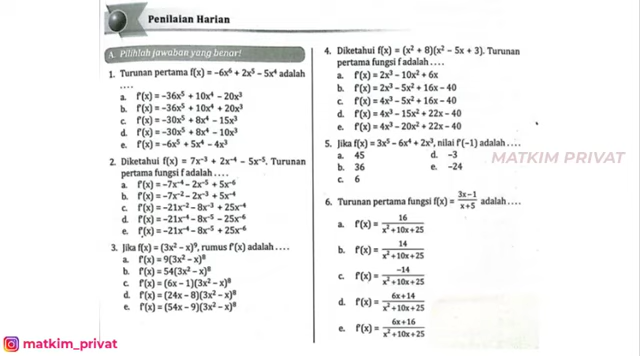 Penilaian Harian
A. Pilihlah jawaban yang benar!
1. Turunan pertama f(x) = –6x⁶ + 2x⁵ – 5x⁴ adalah
. . . .
a. f'(x) = –36x⁵ + 10x⁴ – 20x³
b. f'(x) = –36x⁵ + 10x⁴ + 20x³
c. f'(x) = –30x⁵ + 8x⁴ – 15x³
d. f'(x) = –30x⁵ + 8x⁴ – 10x³
e. f'(x) = –6x⁵ + 5x⁴ – 4x³
2. Diketahui f(x) = 7x⁻³ + 2x⁻⁴ – 5x⁻⁵. Turunan
pertama fungsi f adalah . . . .
a. f'(x) = –7x⁻⁴ – 2x⁻⁵ + 5x⁻⁶
b. f'(x) = –7x⁻² – 2x⁻³ + 5x⁻⁴
c. f'(x) = –21x⁻² – 8x⁻³ + 25x⁻⁴
d. f'(x) = –21x⁻⁴ – 8x⁻⁵ – 25x⁻⁶
e. f'(x) = –21x⁻⁴ – 8x⁻⁵ + 25x⁻⁶
3. Jika f(x) = (3x² – x)⁹, rumus f'(x) adalah . . . .
a. f'(x) = 9(3x² – x)⁸
b. f'(x) = 54(3x² – x)⁸
c. f'(x) = (6x – 1)(3x² – x)⁸
d. f'(x) = (24x – 8)(3x² – x)⁸
e. f'(x) = (54x – 9)(3x² – x)⁸
4. Diketahui f(x) = (x² + 8)(x² – 5x + 3). Turunan
pertama fungsi f adalah . . . .
a. f'(x) = 2x³ – 10x² + 6x
b. f'(x) = 2x³ – 5x² + 16x – 40
c. f'(x) = 4x³ – 5x² + 16x – 40
d. f'(x) = 4x³ – 15x² + 22x – 40
e. f'(x) = 4x³ – 20x² + 22x – 40
5. Jika f(x) = 3x⁵ – 6x⁴ + 2x³, nilai f'(–1) adalah . . . .
a. 45 d. –3
b. 36 e. –24
c. 6
MATKIM PRIVAT
6. Turunan pertama fungsi f(x) = (3x–1)/(x+5) adalah . . . .
a. f'(x) = 16/(x²+10x+25)
b. f'(x) = 14/(x²+10x+25)
c. f'(x) = –14/(x²+10x+25)
d. f'(x) = (6x+14)/(x²+10x+25)
e. f'(x) = (6x+16)/(x²+10x+25)
matkim_privat